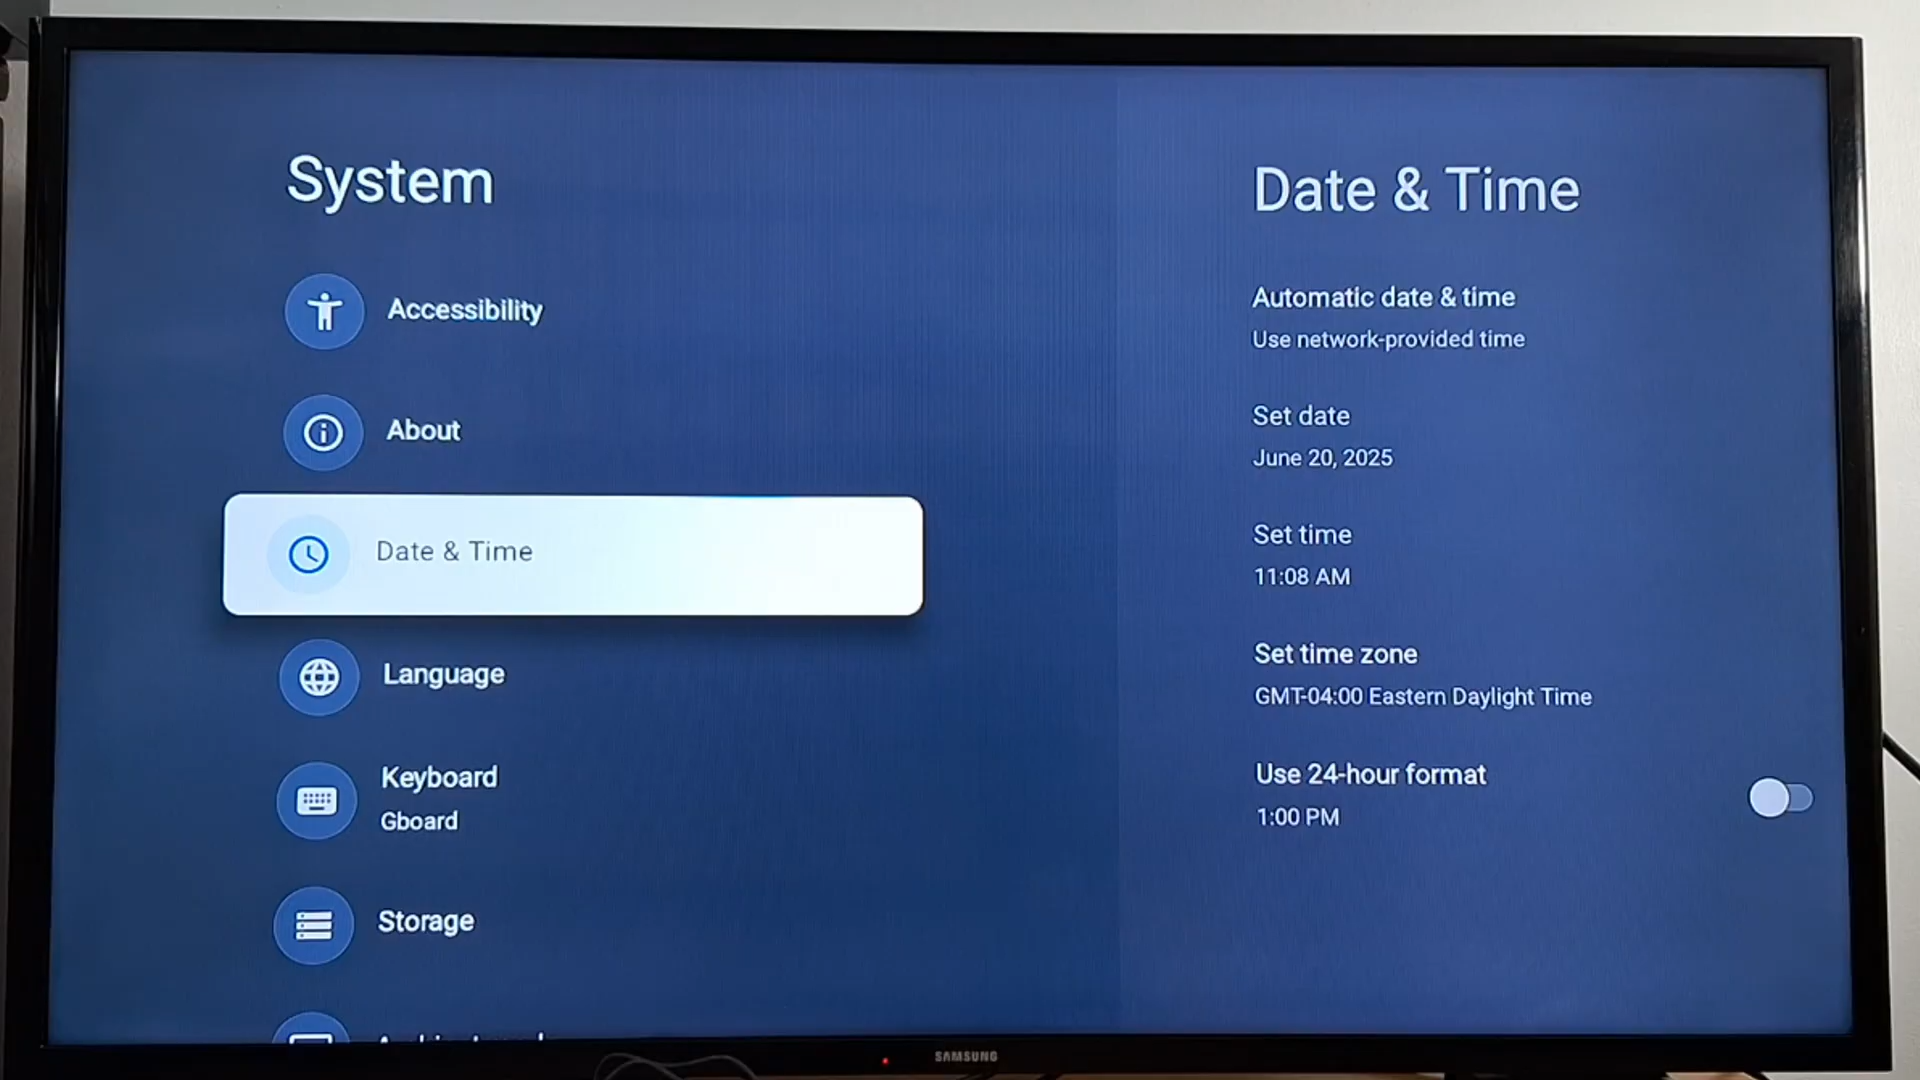 System
Accessibility
About
Date & Time
Language
Keyboard
Gboard
Storage
Date & Time
Automatic date & time
Use network-provided time
Set date
June 20, 2025
Set time
11:08 AM
Set time zone
GMT-04:00 Eastern Daylight Time
Use 24-hour format
1:00 PM
SAMSUNG